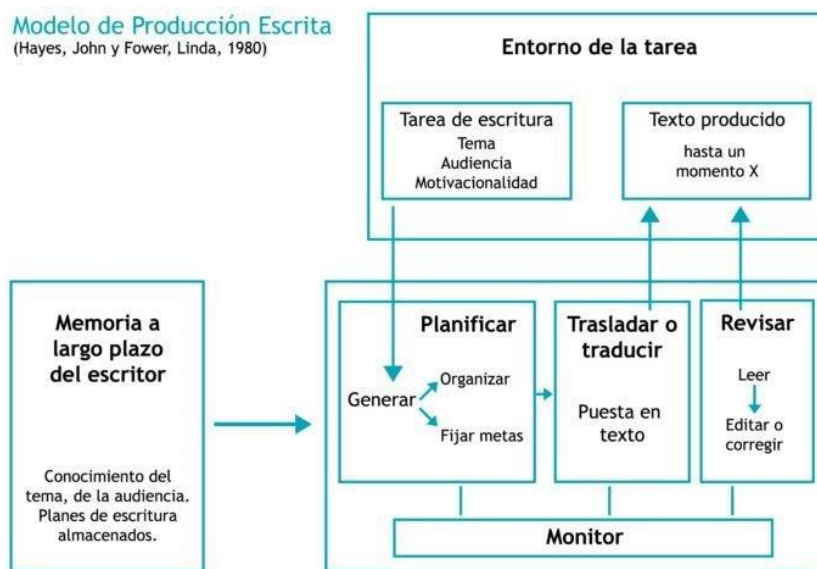 Modelo de Producción Escrita
(Hayes, John y Fower, Linda, 1980)
Entorno de la tarea
Tarea de escritura
Tema
Audiencia
Motivacionalidad
Texto producido
hasta un
momento X
Memoria a
largo plazo
del escritor
Conocimiento del
tema, de la audiencia.
Planes de escritura
almacenados.
Planificar
Generar
Organizar
Fijar metas
Trasladar o
traducir
Puesta en
texto
Revisar
Leer
Editar o
corregir
Monitor